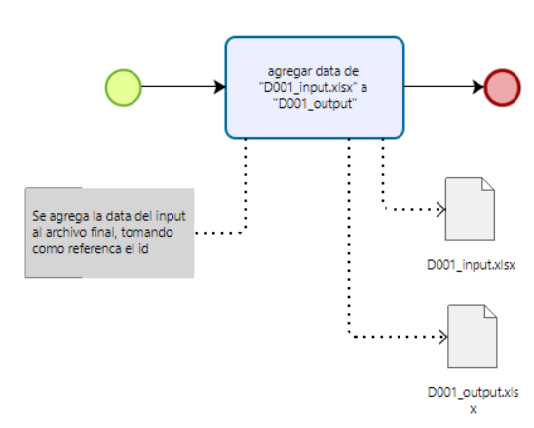 agregar data de
"D001_input.xlsx" a
"D001_output"
Se agrega la data del input
al archivo final, tomando
como referenca el id
D001_input.xlsx
D001_output.xls
x